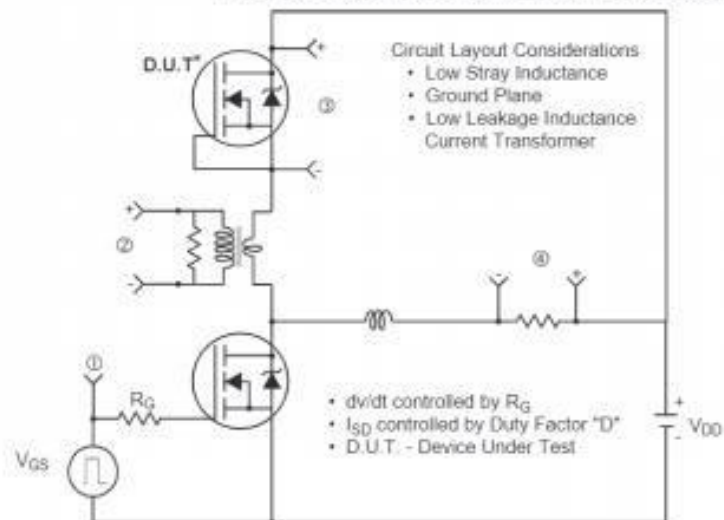 D.U.T*
+
Circuit Layout Considerations
• Low Stray Inductance
• Ground Plane
• Low Leakage Inductance
Current Transformer
③
-
+
②
-
④
-
+
①
RG
VGS
• dv/dt controlled by RG
• ISD controlled by Duty Factor "D"
• D.U.T. - Device Under Test
+
VDD
-